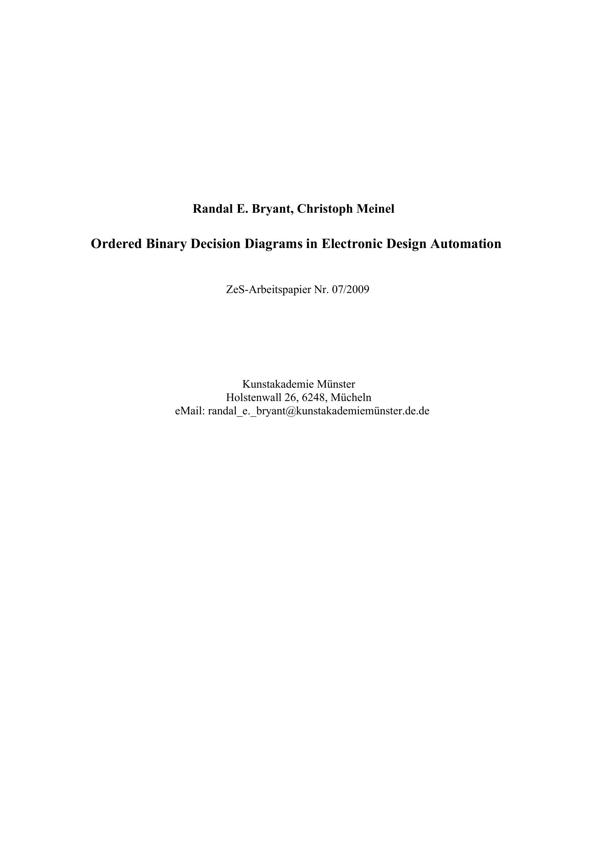 Randal E. Bryant, Christoph Meinel
Ordered Binary Decision Diagrams in Electronic Design Automation
ZeS-Arbeitspapier Nr. 07/2009
Kunstakademie Münster
Holstenwall 26, 6248, Mücheln
eMail: randal_e._bryant@kunstakademiemünster.de.de